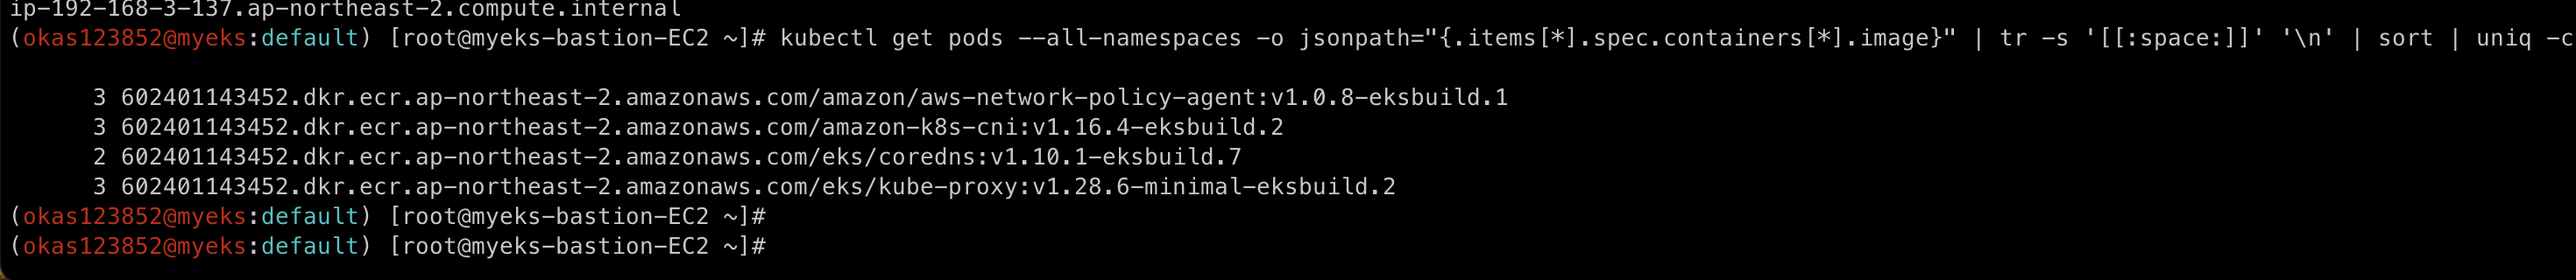 ip-192-168-3-137.ap-northeast-2.compute.internal
(okas123852@myeks:default) [root@myeks-bastion-EC2 ~]# kubectl get pods --all-namespaces -o jsonpath="{.items[*].spec.containers[*].image}" | tr -s '[[:space:]]' '\n' | sort | uniq -c
3 602401143452.dkr.ecr.ap-northeast-2.amazonaws.com/amazon/aws-network-policy-agent:v1.0.8-eksbuild.1
3 602401143452.dkr.ecr.ap-northeast-2.amazonaws.com/amazon-k8s-cni:v1.16.4-eksbuild.2
2 602401143452.dkr.ecr.ap-northeast-2.amazonaws.com/eks/coredns:v1.10.1-eksbuild.7
3 602401143452.dkr.ecr.ap-northeast-2.amazonaws.com/eks/kube-proxy:v1.28.6-minimal-eksbuild.2
(okas123852@myeks:default) [root@myeks-bastion-EC2 ~]#
(okas123852@myeks:default) [root@myeks-bastion-EC2 ~]#